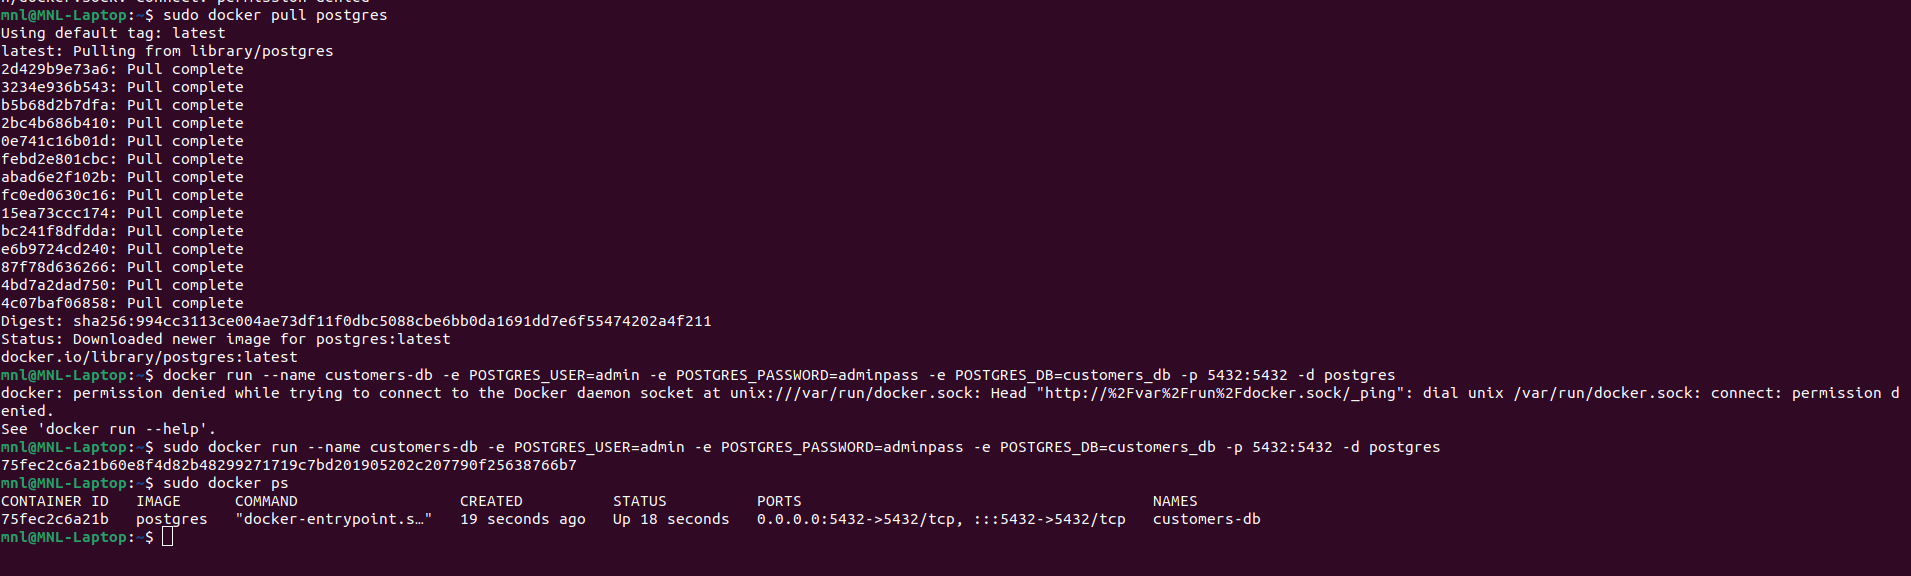 n/docker.sock: connect: permission denied
mnl@MNL-Laptop:~$ sudo docker pull postgres
Using default tag: latest
latest: Pulling from library/postgres
2d429b9e73a6: Pull complete
3234e936b543: Pull complete
b5b68d2b7dfa: Pull complete
2bc4b686b410: Pull complete
0e741c16b01d: Pull complete
febd2e801cbc: Pull complete
abad6e2f102b: Pull complete
fc0ed0630c16: Pull complete
15ea73ccc174: Pull complete
bc241f8dfdda: Pull complete
e6b9724cd240: Pull complete
87f78d636266: Pull complete
4bd7a2dad750: Pull complete
4c07baf06858: Pull complete
Digest: sha256:994cc3113ce004ae73df11f0dbc5088cbe6bb0da1691dd7e6f55474202a4f211
Status: Downloaded newer image for postgres:latest
docker.io/library/postgres:latest
mnl@MNL-Laptop:~$ docker run --name customers-db -e POSTGRES_USER=admin -e POSTGRES_PASSWORD=adminpass -e POSTGRES_DB=customers_db -p 5432:5432 -d postgres
docker: permission denied while trying to connect to the Docker daemon socket at unix:///var/run/docker.sock: Head "http://%2Fvar%2Frun%2Fdocker.sock/_ping": dial unix /var/run/docker.sock: connect: permission d
enied.
See 'docker run --help'.
mnl@MNL-Laptop:~$ sudo docker run --name customers-db -e POSTGRES_USER=admin -e POSTGRES_PASSWORD=adminpass -e POSTGRES_DB=customers_db -p 5432:5432 -d postgres
75fec2c6a21b60e8f4d82b48299271719c7bd201905202c207790f25638766b7
mnl@MNL-Laptop:~$ sudo docker ps
CONTAINER ID   IMAGE      COMMAND                  CREATED          STATUS          PORTS                                       NAMES
75fec2c6a21b   postgres   "docker-entrypoint.s…"   19 seconds ago   Up 18 seconds   0.0.0.0:5432->5432/tcp, :::5432->5432/tcp   customers-db
mnl@MNL-Laptop:~$